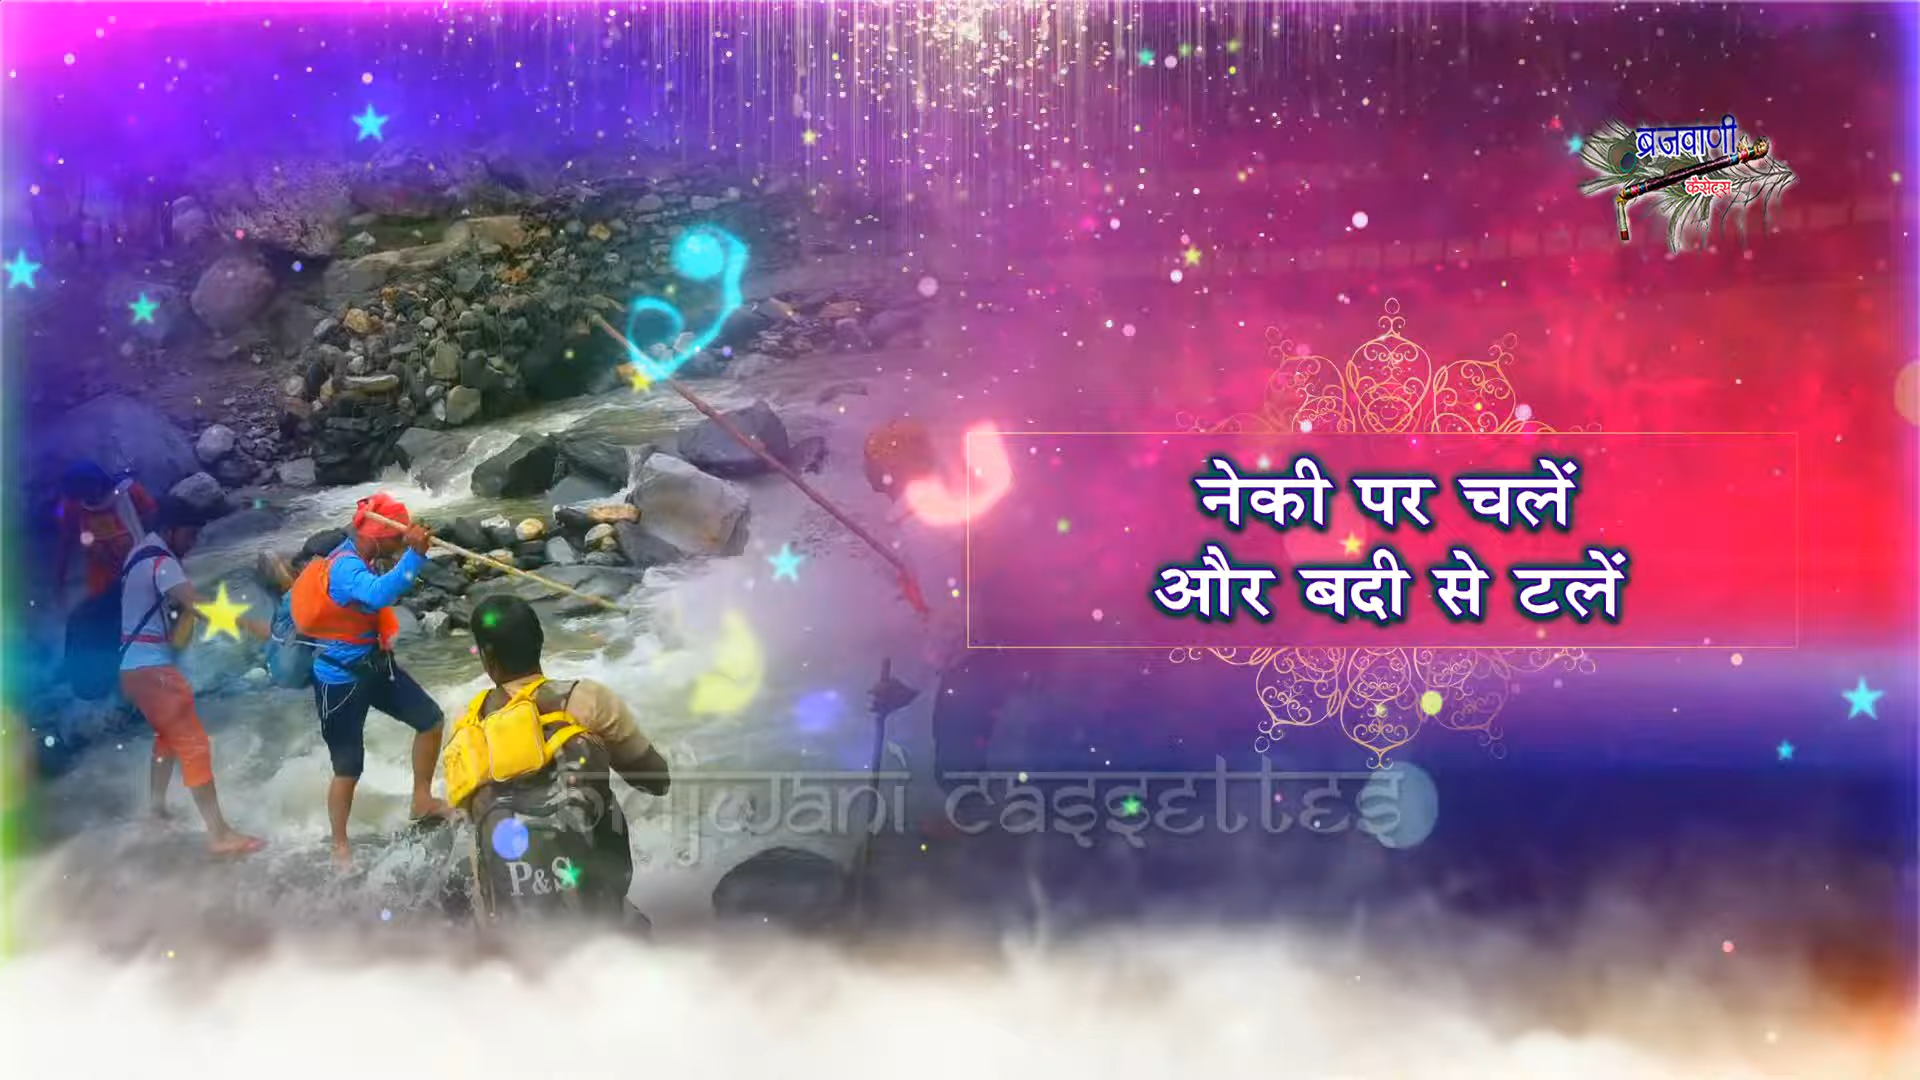 ब्रजवाणी
कैसेट्स
नेकी पर चलें
और बदी से टलें
Brijwani Cassettes
P&S